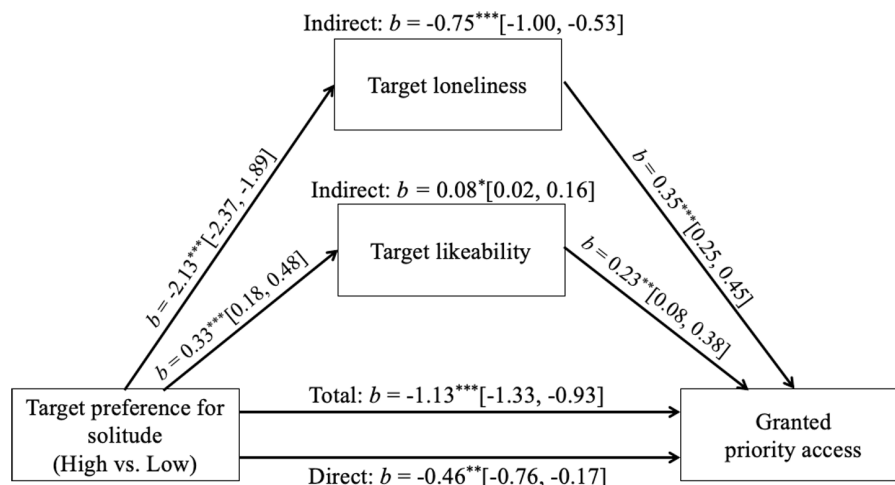 Indirect: b = -0.75***[-1.00, -0.53]
Target loneliness
b = -2.13***[-2.37, -1.89]
b = 0.35***[0.25, 0.45]
Indirect: b = 0.08*[0.02, 0.16]
Target likeability
b = 0.33***[0.18, 0.48]
b = 0.23**[0.08, 0.38]
Target preference for
solitude
(High vs. Low)
Total: b = -1.13***[-1.33, -0.93]
Direct: b = -0.46**[-0.76, -0.17]
Granted
priority access